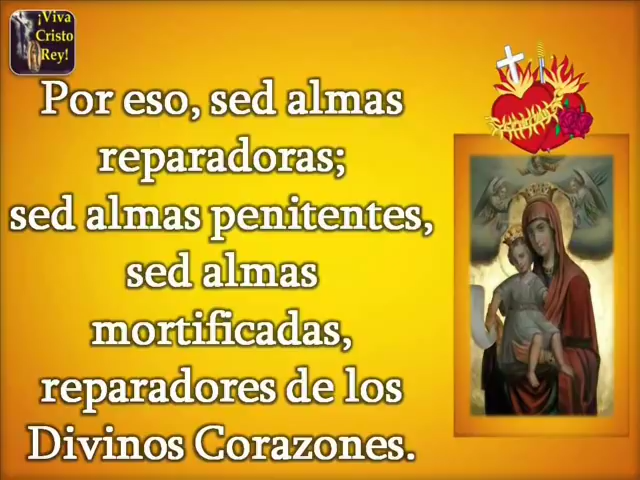 ¡Viva
Cristo
Rey!
Por eso, sed almas
reparadoras;
sed almas penitentes,
sed almas
mortificadas,
reparadores de los
Divinos Corazones.